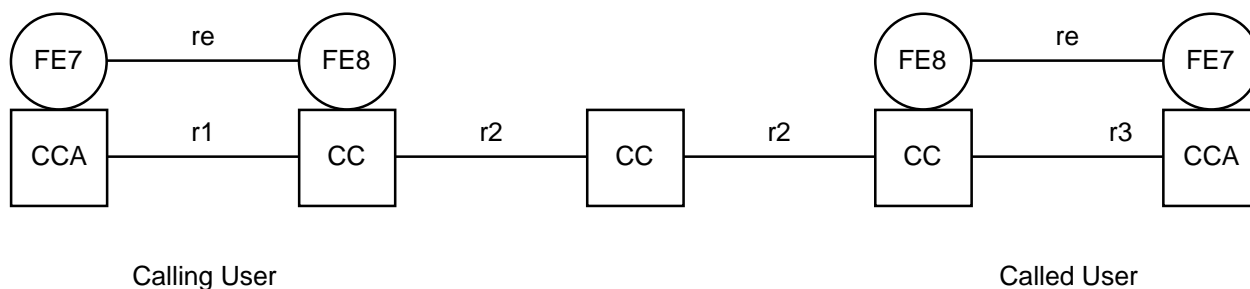 re re
FE7 FE8 FE8 FE7
r1 r2 r2 r3
CCA CC CC CC CCA
Calling User Called User